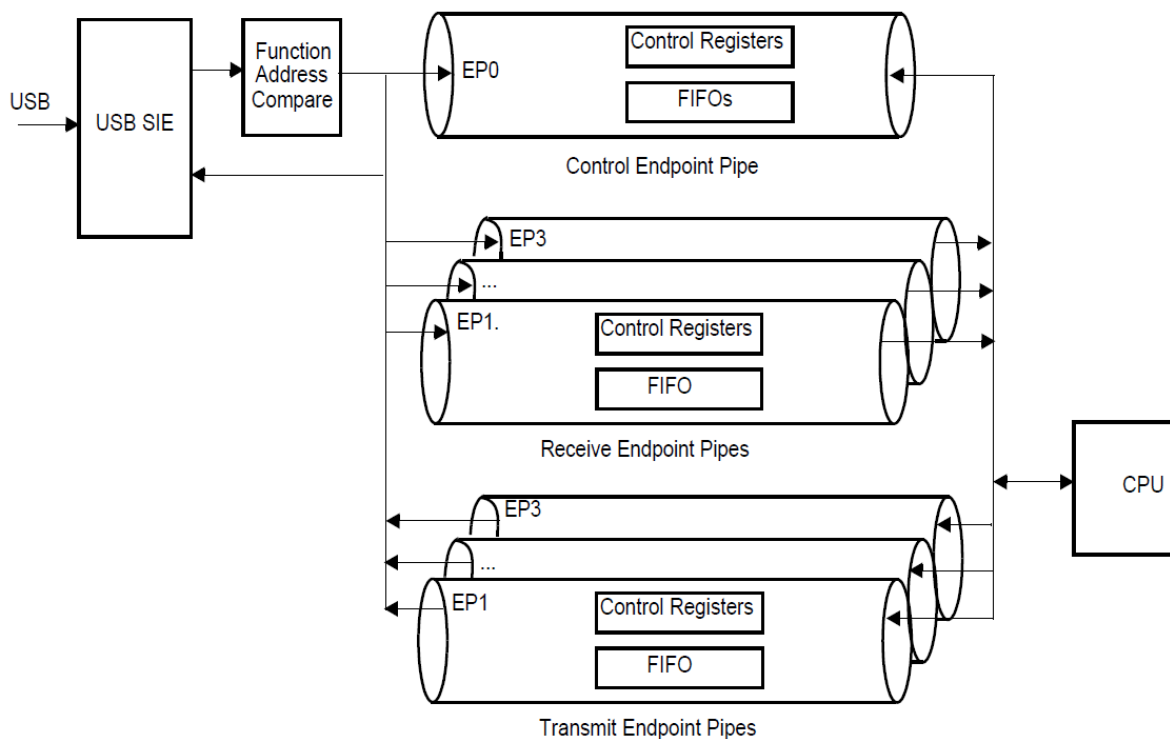 USB
USB SIE
Function
Address
Compare
EP0
Control Registers
FIFOs
Control Endpoint Pipe
EP3
...
EP1.
Control Registers
FIFO
Receive Endpoint Pipes
EP3
...
EP1
Control Registers
FIFO
Transmit Endpoint Pipes
CPU